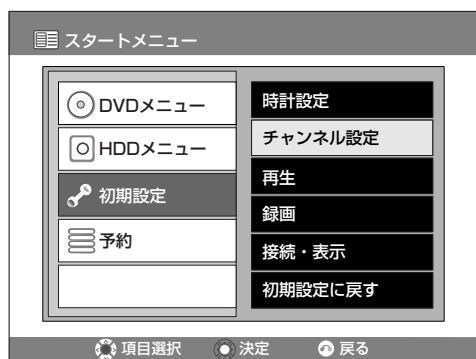 スタートメニュー
DVDメニュー
HDDメニュー
初期設定
予約
時計設定
チャンネル設定
再生
録画
接続・表示
初期設定に戻す
項目選択 決定 戻る